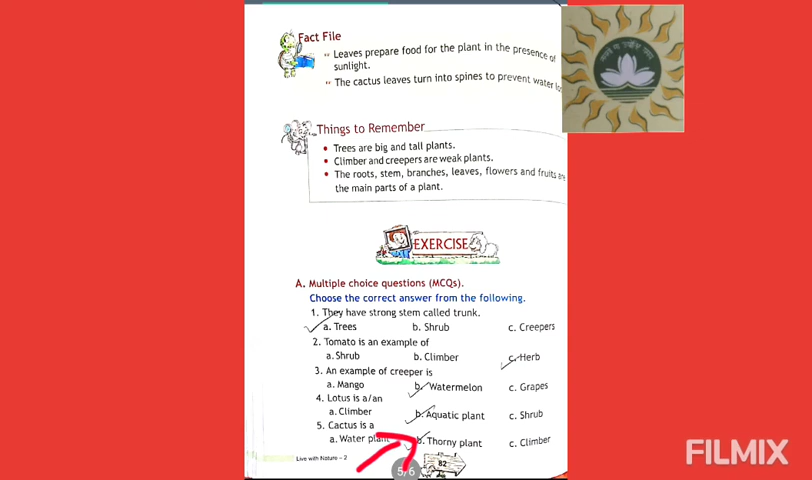 Fact File
Leaves prepare food for the plant in the presence of
sunlight.
The cactus leaves turn into spines to prevent water
Things to Remember
• Trees are big and tall plants.
• Climber and creepers are weak plants.
• The roots, stem, branches, leaves, flowers and fruits are
the main parts of a plant.
EXERCISE
A. Multiple choice questions (MCQs).
Choose the correct answer from the following.
1. They have strong stem called trunk.
a. Trees b. Shrub c. Creepers
2. Tomato is an example of
a. Shrub b. Climber c. Herb
3. An example of creeper is
a. Mango b. Watermelon c. Grapes
4. Lotus is a/an
a. Climber b. Aquatic plant c. Shrub
5. Cactus is a
a. Water plant b. Thorny plant c. Climber
Live with Nature - 2
82
5/6
FILMIX